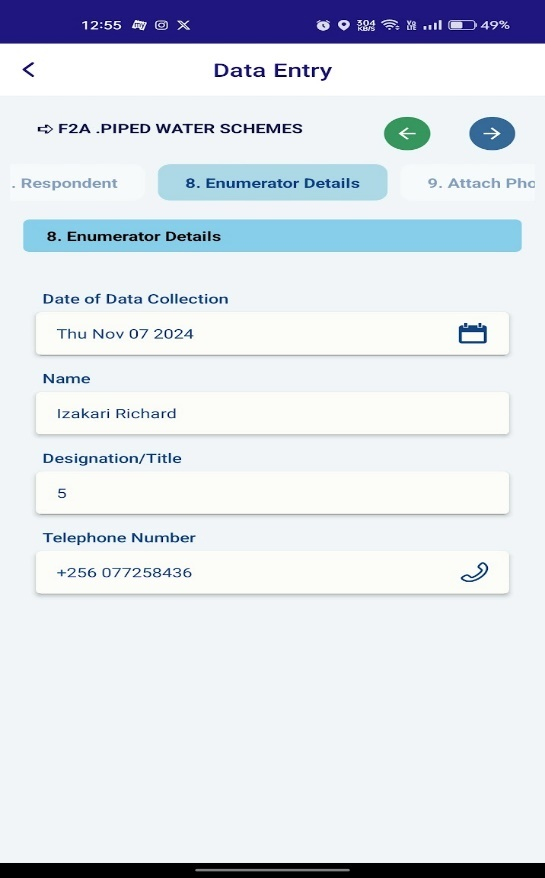 12:55 304 KB/S Vo LTE 49%
Data Entry
➪ F2A .PIPED WATER SCHEMES
. Respondent 8. Enumerator Details 9. Attach Pho
8. Enumerator Details
Date of Data Collection
Thu Nov 07 2024
Name
Izakari Richard
Designation/Title
5
Telephone Number
+256 077258436